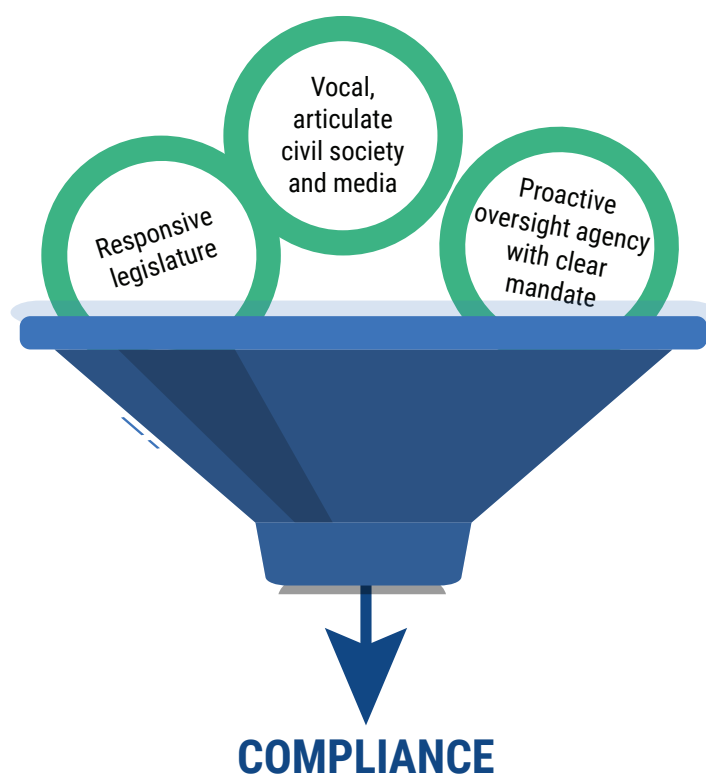 Vocal,
articulate
civil society
and media
Responsive
legislature
Proactive
oversight agency
with clear
mandate
COMPLIANCE